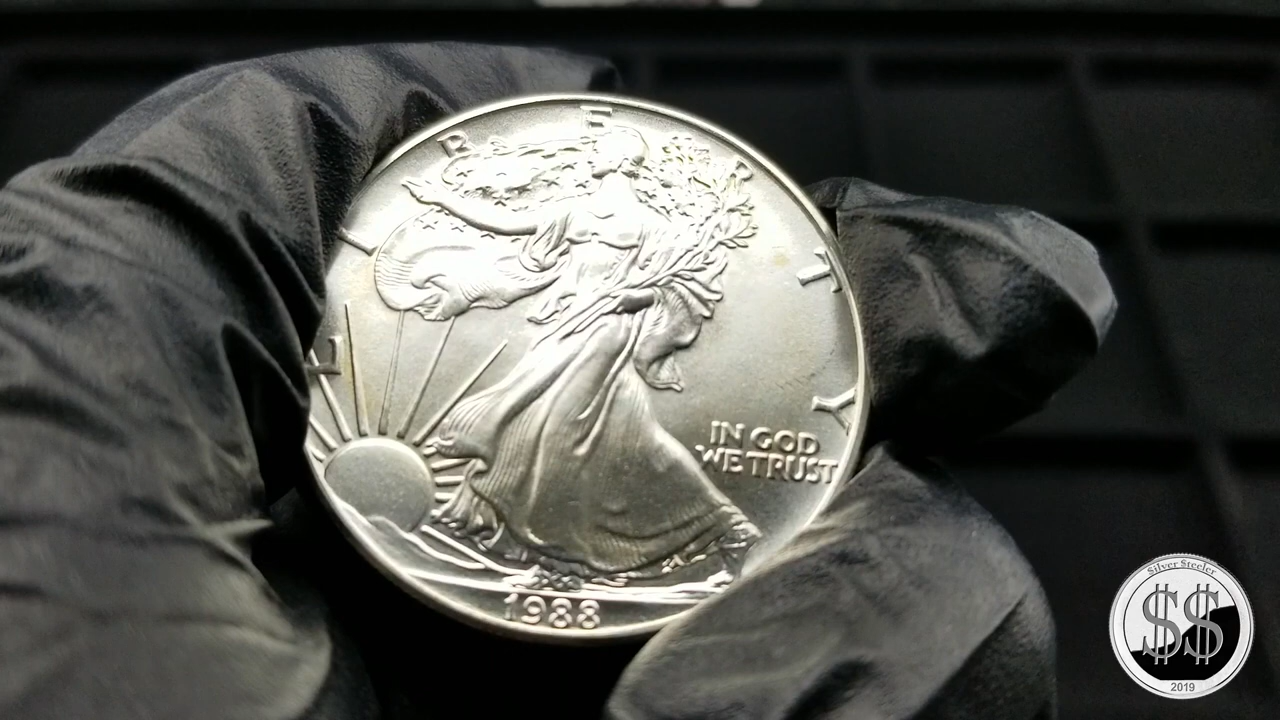 LIBERTY
IN GOD
WE TRUST
1988
Silver Steeler
$$
2019